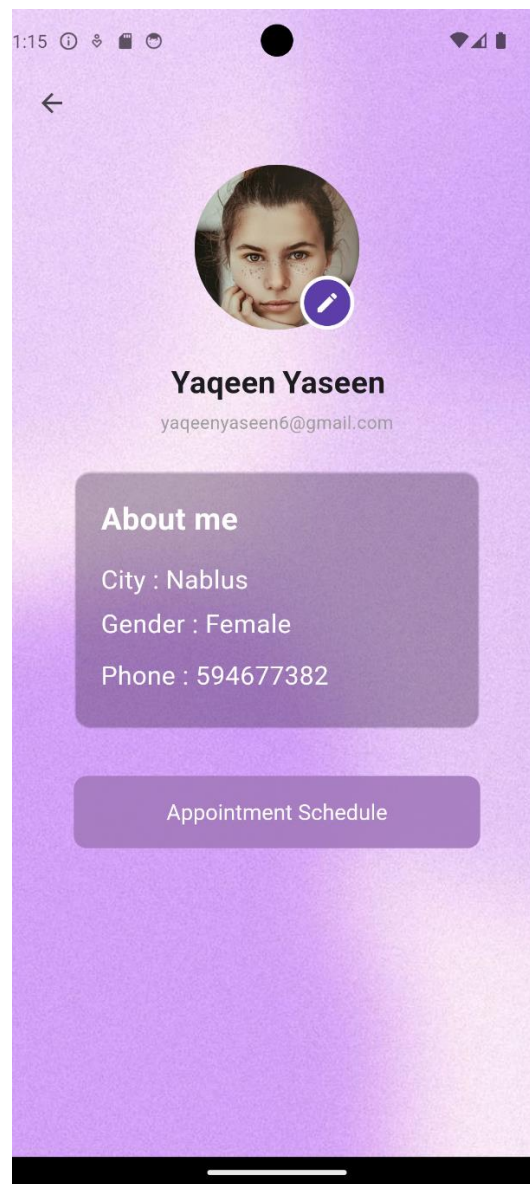 1:15
Yaqeen Yaseen
yaqeenyaseen6@gmail.com
About me
City : Nablus
Gender : Female
Phone : 594677382
Appointment Schedule